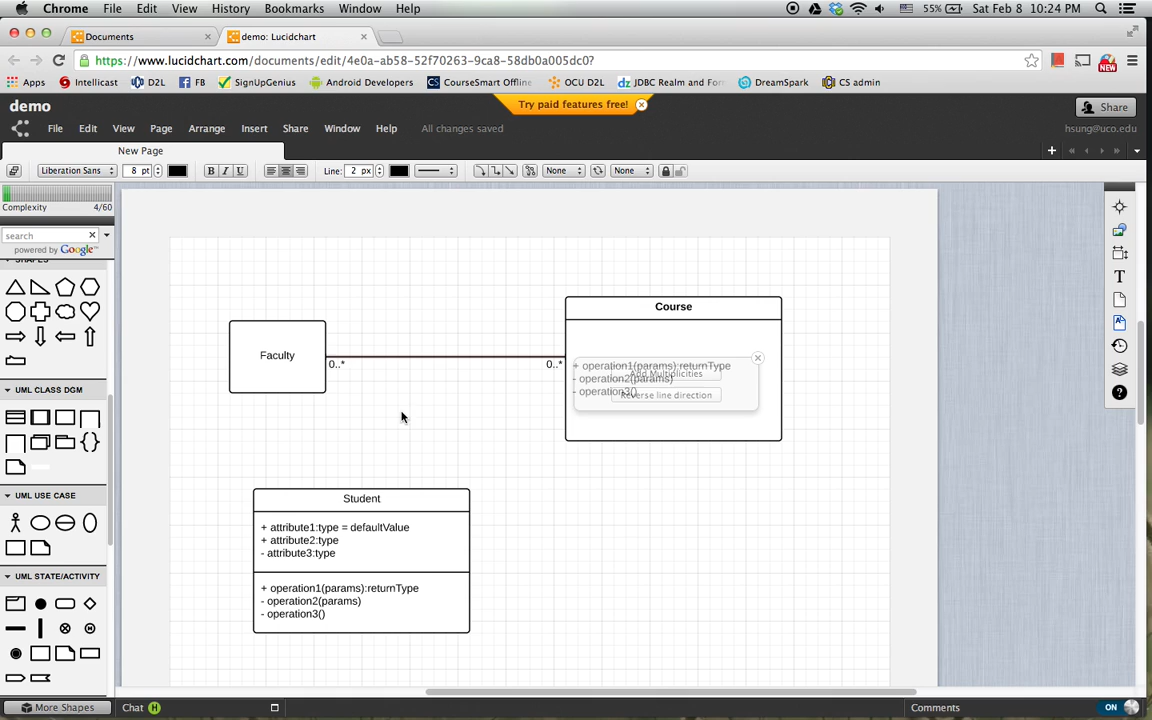 Chrome File Edit View History Bookmarks Window Help 55% Sat Feb 8 10:24 PM
Documents demo: Lucidchart
https://www.lucidchart.com/documents/edit/4e0a-ab58-52f70263-9ca8-58db0a005dc0?
Apps Intellicast D2L FB SignUpGenius Android Developers CourseSmart Offline OCU D2L JDBC Realm and For DreamSpark CS admin
demo Try paid features free! Share
File Edit View Page Arrange Insert Share Window Help All changes saved hsung@uco.edu
New Page
Liberation Sans 8 pt B I U Line: 2 px None None
Complexity 4/60
search
powered by Google™
SHAPES
UML CLASS DGM
UML USE CASE
UML STATE/ACTIVITY
Faculty
0..* 0..*
Course
+ operation1(params):returnType
- operation2(params)
- operation3()
Add Multiplicities
Reverse line direction
Student
+ attribute1:type = defaultValue
+ attribute2:type
- attribute3:type
+ operation1(params):returnType
- operation2(params)
- operation3()
More Shapes Chat H Comments ON